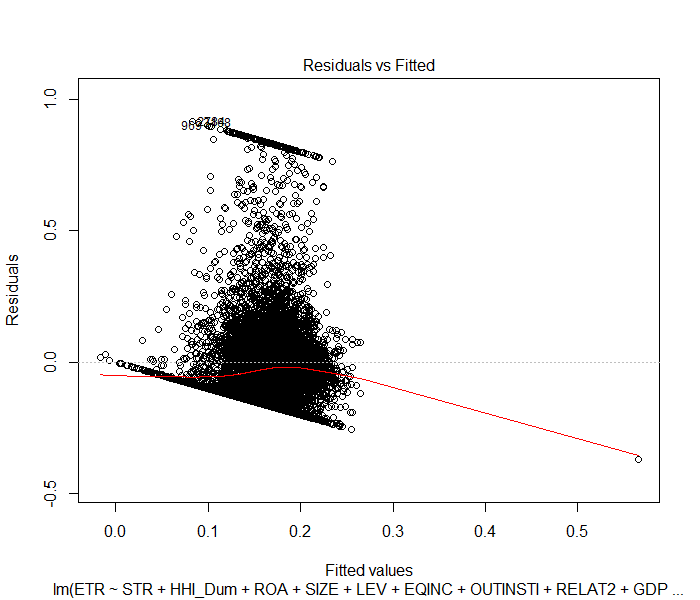 Residuals vs Fitted
1.0
0.5
0.0
-0.5
Residuals
0.0
0.1
0.2
0.3
0.4
0.5
Fitted values
lm(ETR ~ STR + HHI_Dum + ROA + SIZE + LEV + EQINC + OUTINSTI + RELAT2 + GDP ...